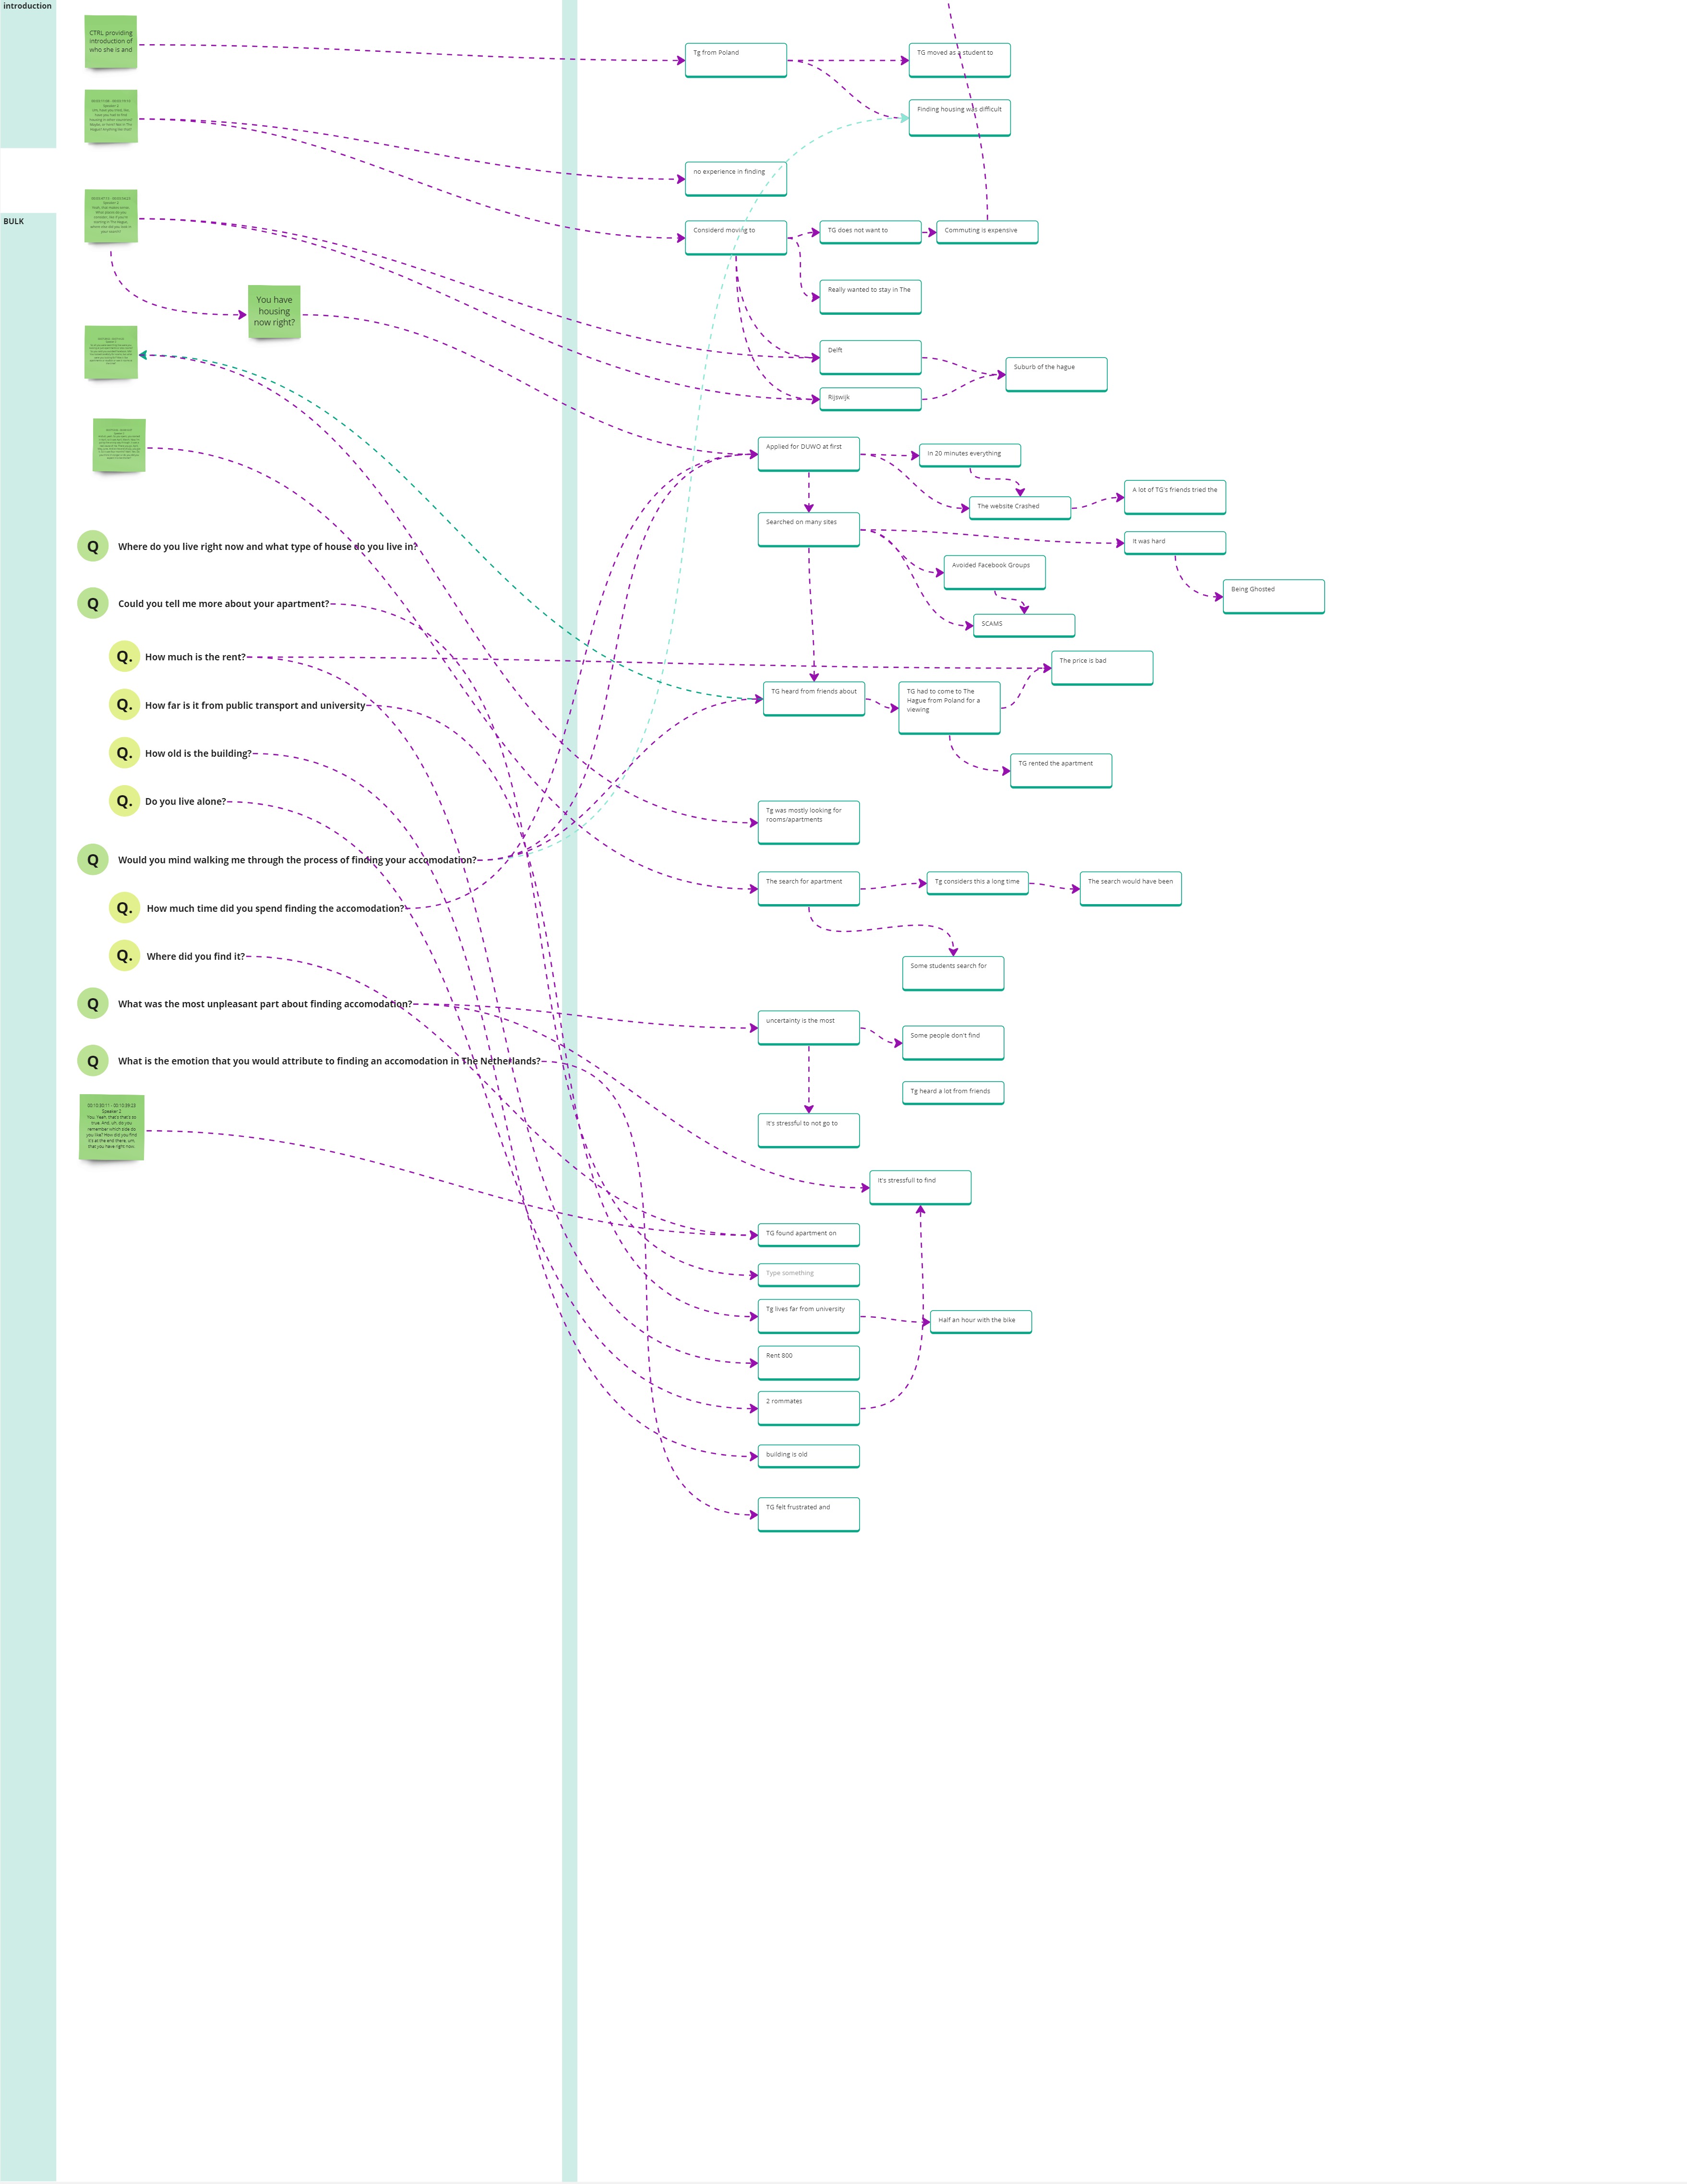 introduction
CTRL providing
introduction of
who she is and
Tg from Poland
TG moved as a student to
Finding housing was difficult
Speaker 2
no experience in finding
BULK
Speaker 2
Considerd moving to
TG does not want to
Commuting is expensive
Really wanted to stay in The
You have
housing
now right?
Delft
Suburb of the hague
Rijswijk
Applied for DUWO at first
In 20 minutes everything
The website Crashed
A lot of TG's friends tried the
Searched on many sites
It was hard
Avoided Facebook Groups
Being Ghosted
SCAMS
Q
Where do you live right now and what type of house do you live in?
Q
Could you tell me more about your apartment?
Q.
How much is the rent?
The price is bad
Q.
How far is it from public transport and university
TG heard from friends about
TG had to come to The
Hague from Poland for a
viewing
Q.
How old is the building?
TG rented the apartment
Q.
Do you live alone?
Tg was mostly looking for
rooms/apartments
Q
Would you mind walking me through the process of finding your accomodation?
The search for apartment
Tg considers this a long time
The search would have been
Q.
How much time did you spend finding the accomodation?
Q.
Where did you find it?
Some students search for
Q
What was the most unpleasant part about finding accomodation?
uncertainty is the most
Some people don't find
Q
What is the emotion that you would attribute to finding an accomodation in The Netherlands?
Tg heard a lot from friends
00:10:30:11 - 00:10:39:23
Speaker 2
You. Yeah, that's that's so
true. And, uh, do you
remember which side do
you like? How did you find
it's at the end there, um,
that you have right now.
It's stressful to not go to
It's stressfull to find
TG found apartment on
Type something
Tg lives far from university
Half an hour with the bike
Rent 800
2 rommates
building is old
TG felt frustrated and